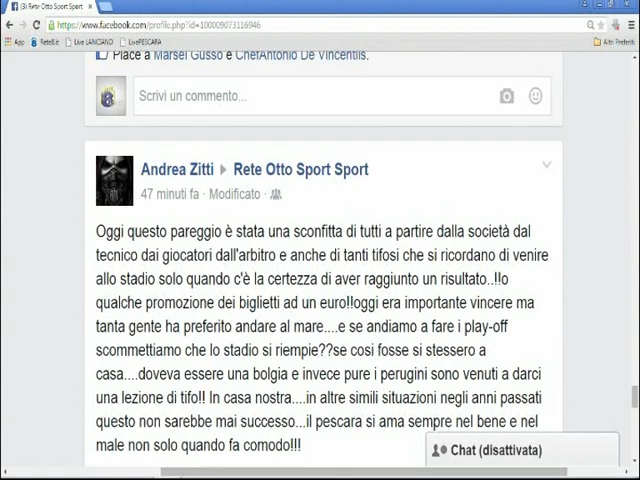 (3) Rete Otto Sport Sport
https://www.facebook.com/profile.php?id=100009073116946
App Rete8.it Live LANCIANO LivePESCARA Altri Preferiti
Piace a Marsel Gusso e ChefAntonio De Vincentiis.
Scrivi un commento...
Andrea Zitti Rete Otto Sport Sport
47 minuti fa · Modificato ·
Oggi questo pareggio è stata una sconfitta di tutti a partire dalla società dal
tecnico dai giocatori dall'arbitro e anche di tanti tifosi che si ricordano di venire
allo stadio solo quando c'è la certezza di aver raggiunto un risultato..!!o
qualche promozione dei biglietti ad un euro!!oggi era importante vincere ma
tanta gente ha preferito andare al mare....e se andiamo a fare i play-off
scommettiamo che lo stadio si riempie??se cosi fosse si stessero a
casa....doveva essere una bolgia e invece pure i perugini sono venuti a darci
una lezione di tifo!! In casa nostra....in altre simili situazioni negli anni passati
questo non sarebbe mai successo...il pescara si ama sempre nel bene e nel
male non solo quando fa comodo!!!
Chat (disattivata)